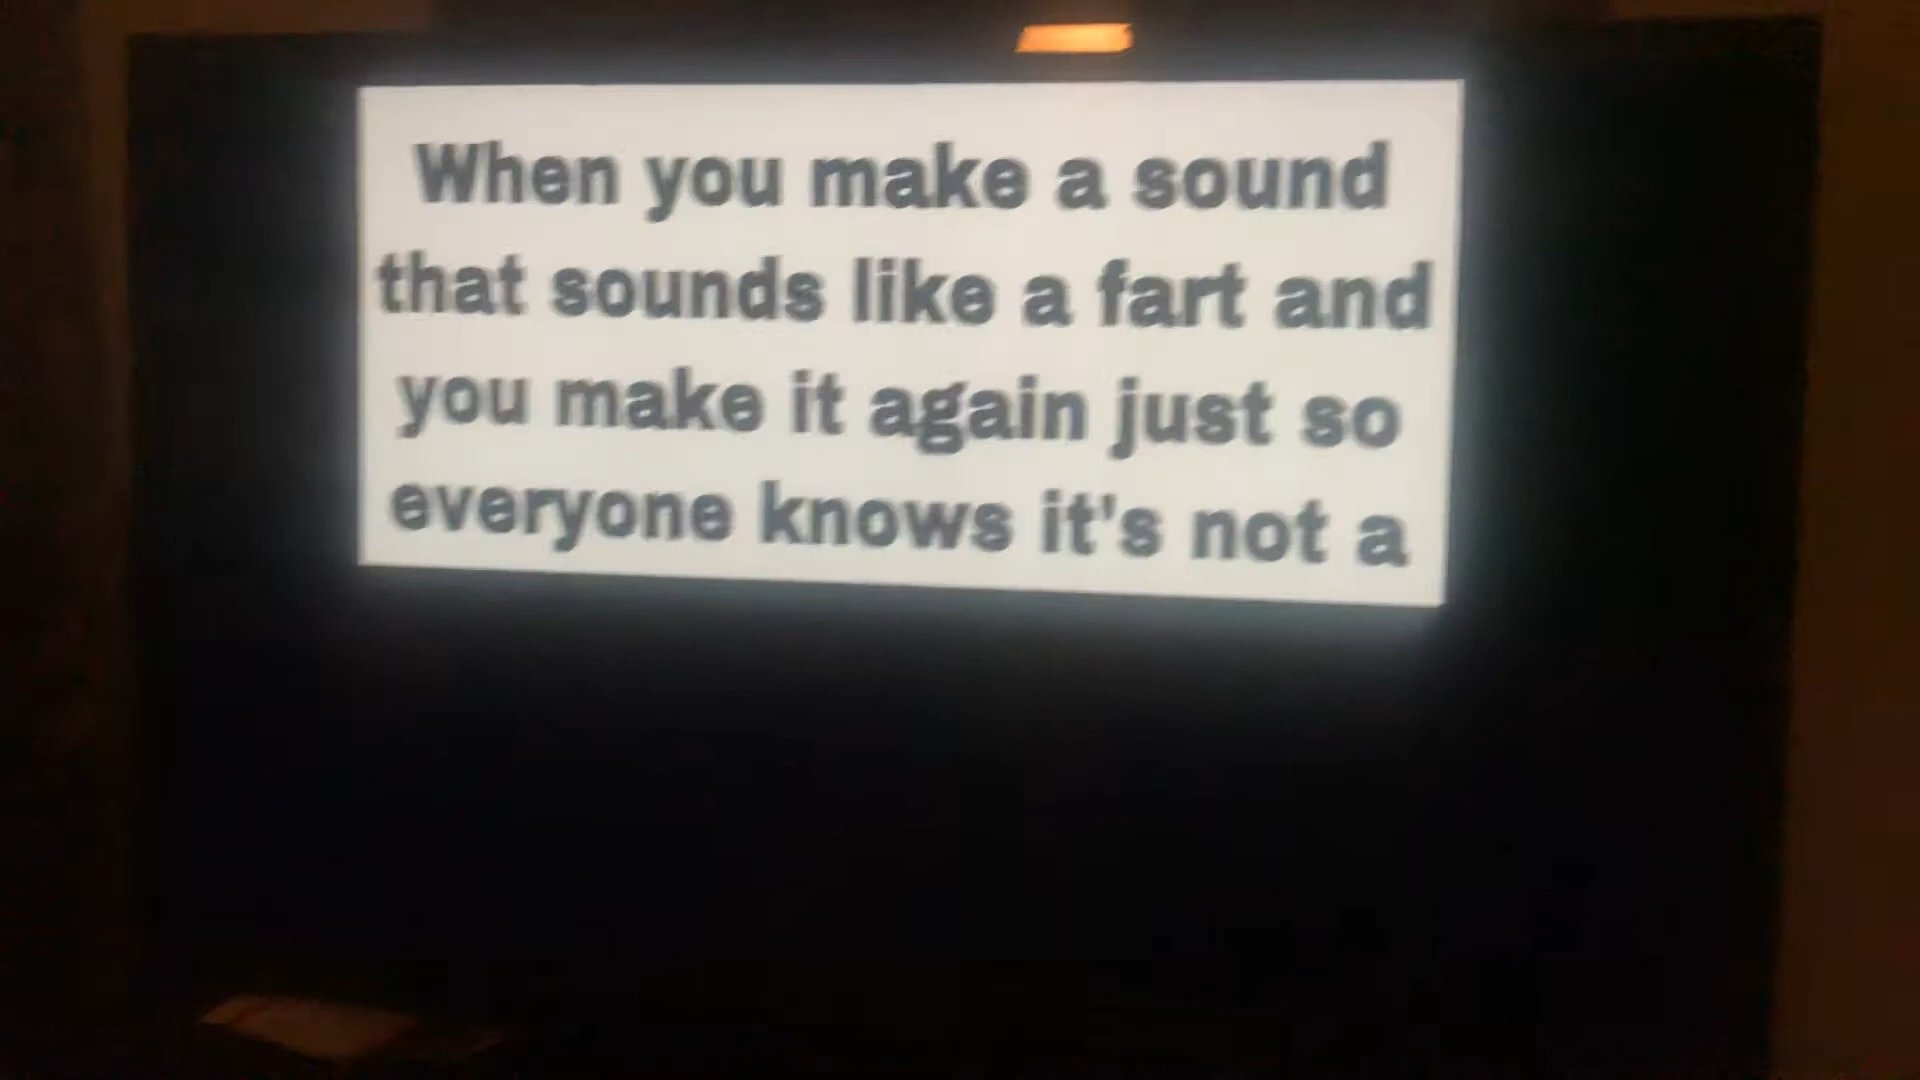 When you make a sound
that sounds like a fart and
you make it again just so
everyone knows it's not a